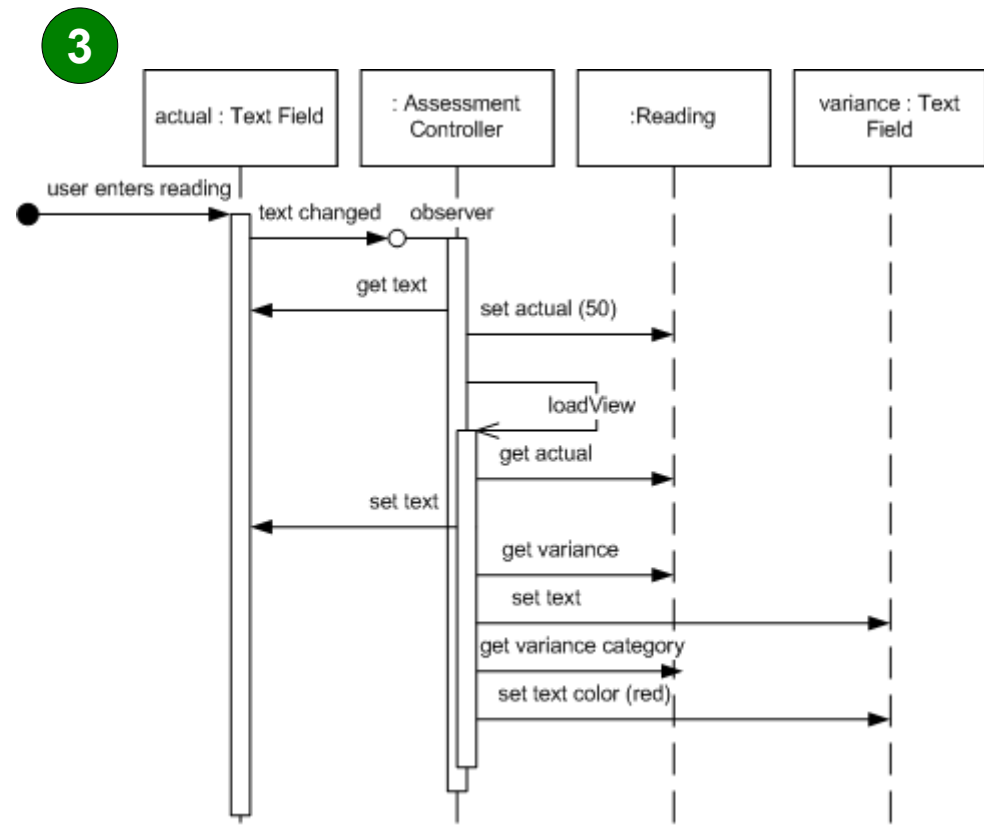 3
actual : Text Field
: Assessment
Controller
:Reading
variance : Text
Field
user enters reading
text changed
observer
get text
set actual (50)
loadView
get actual
set text
get variance
set text
get variance category
set text color (red)